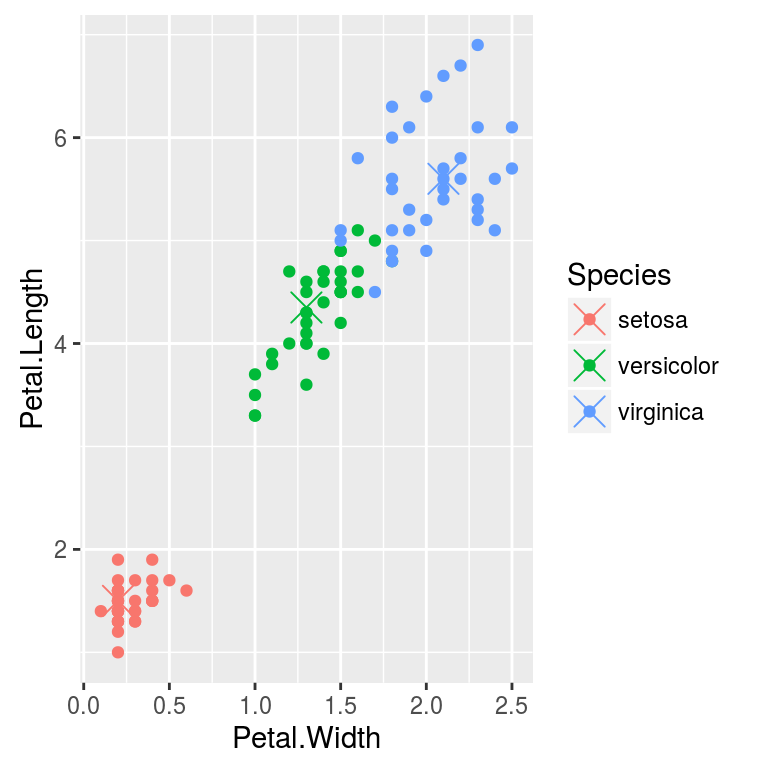 6
4
2
Petal.Length
0.0 0.5 1.0 1.5 2.0 2.5
Petal.Width
Species
setosa
versicolor
virginica